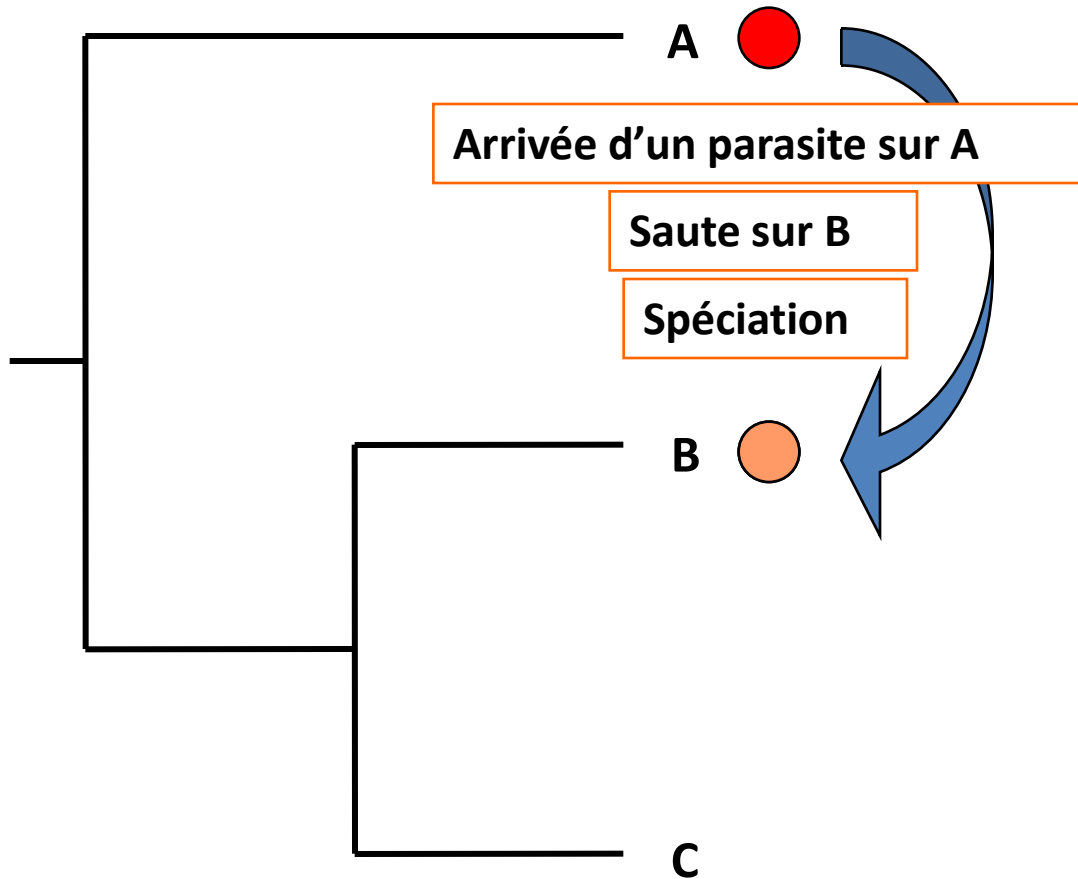 A
Arrivée d’un parasite sur A
Saute sur B
Spéciation
B
C